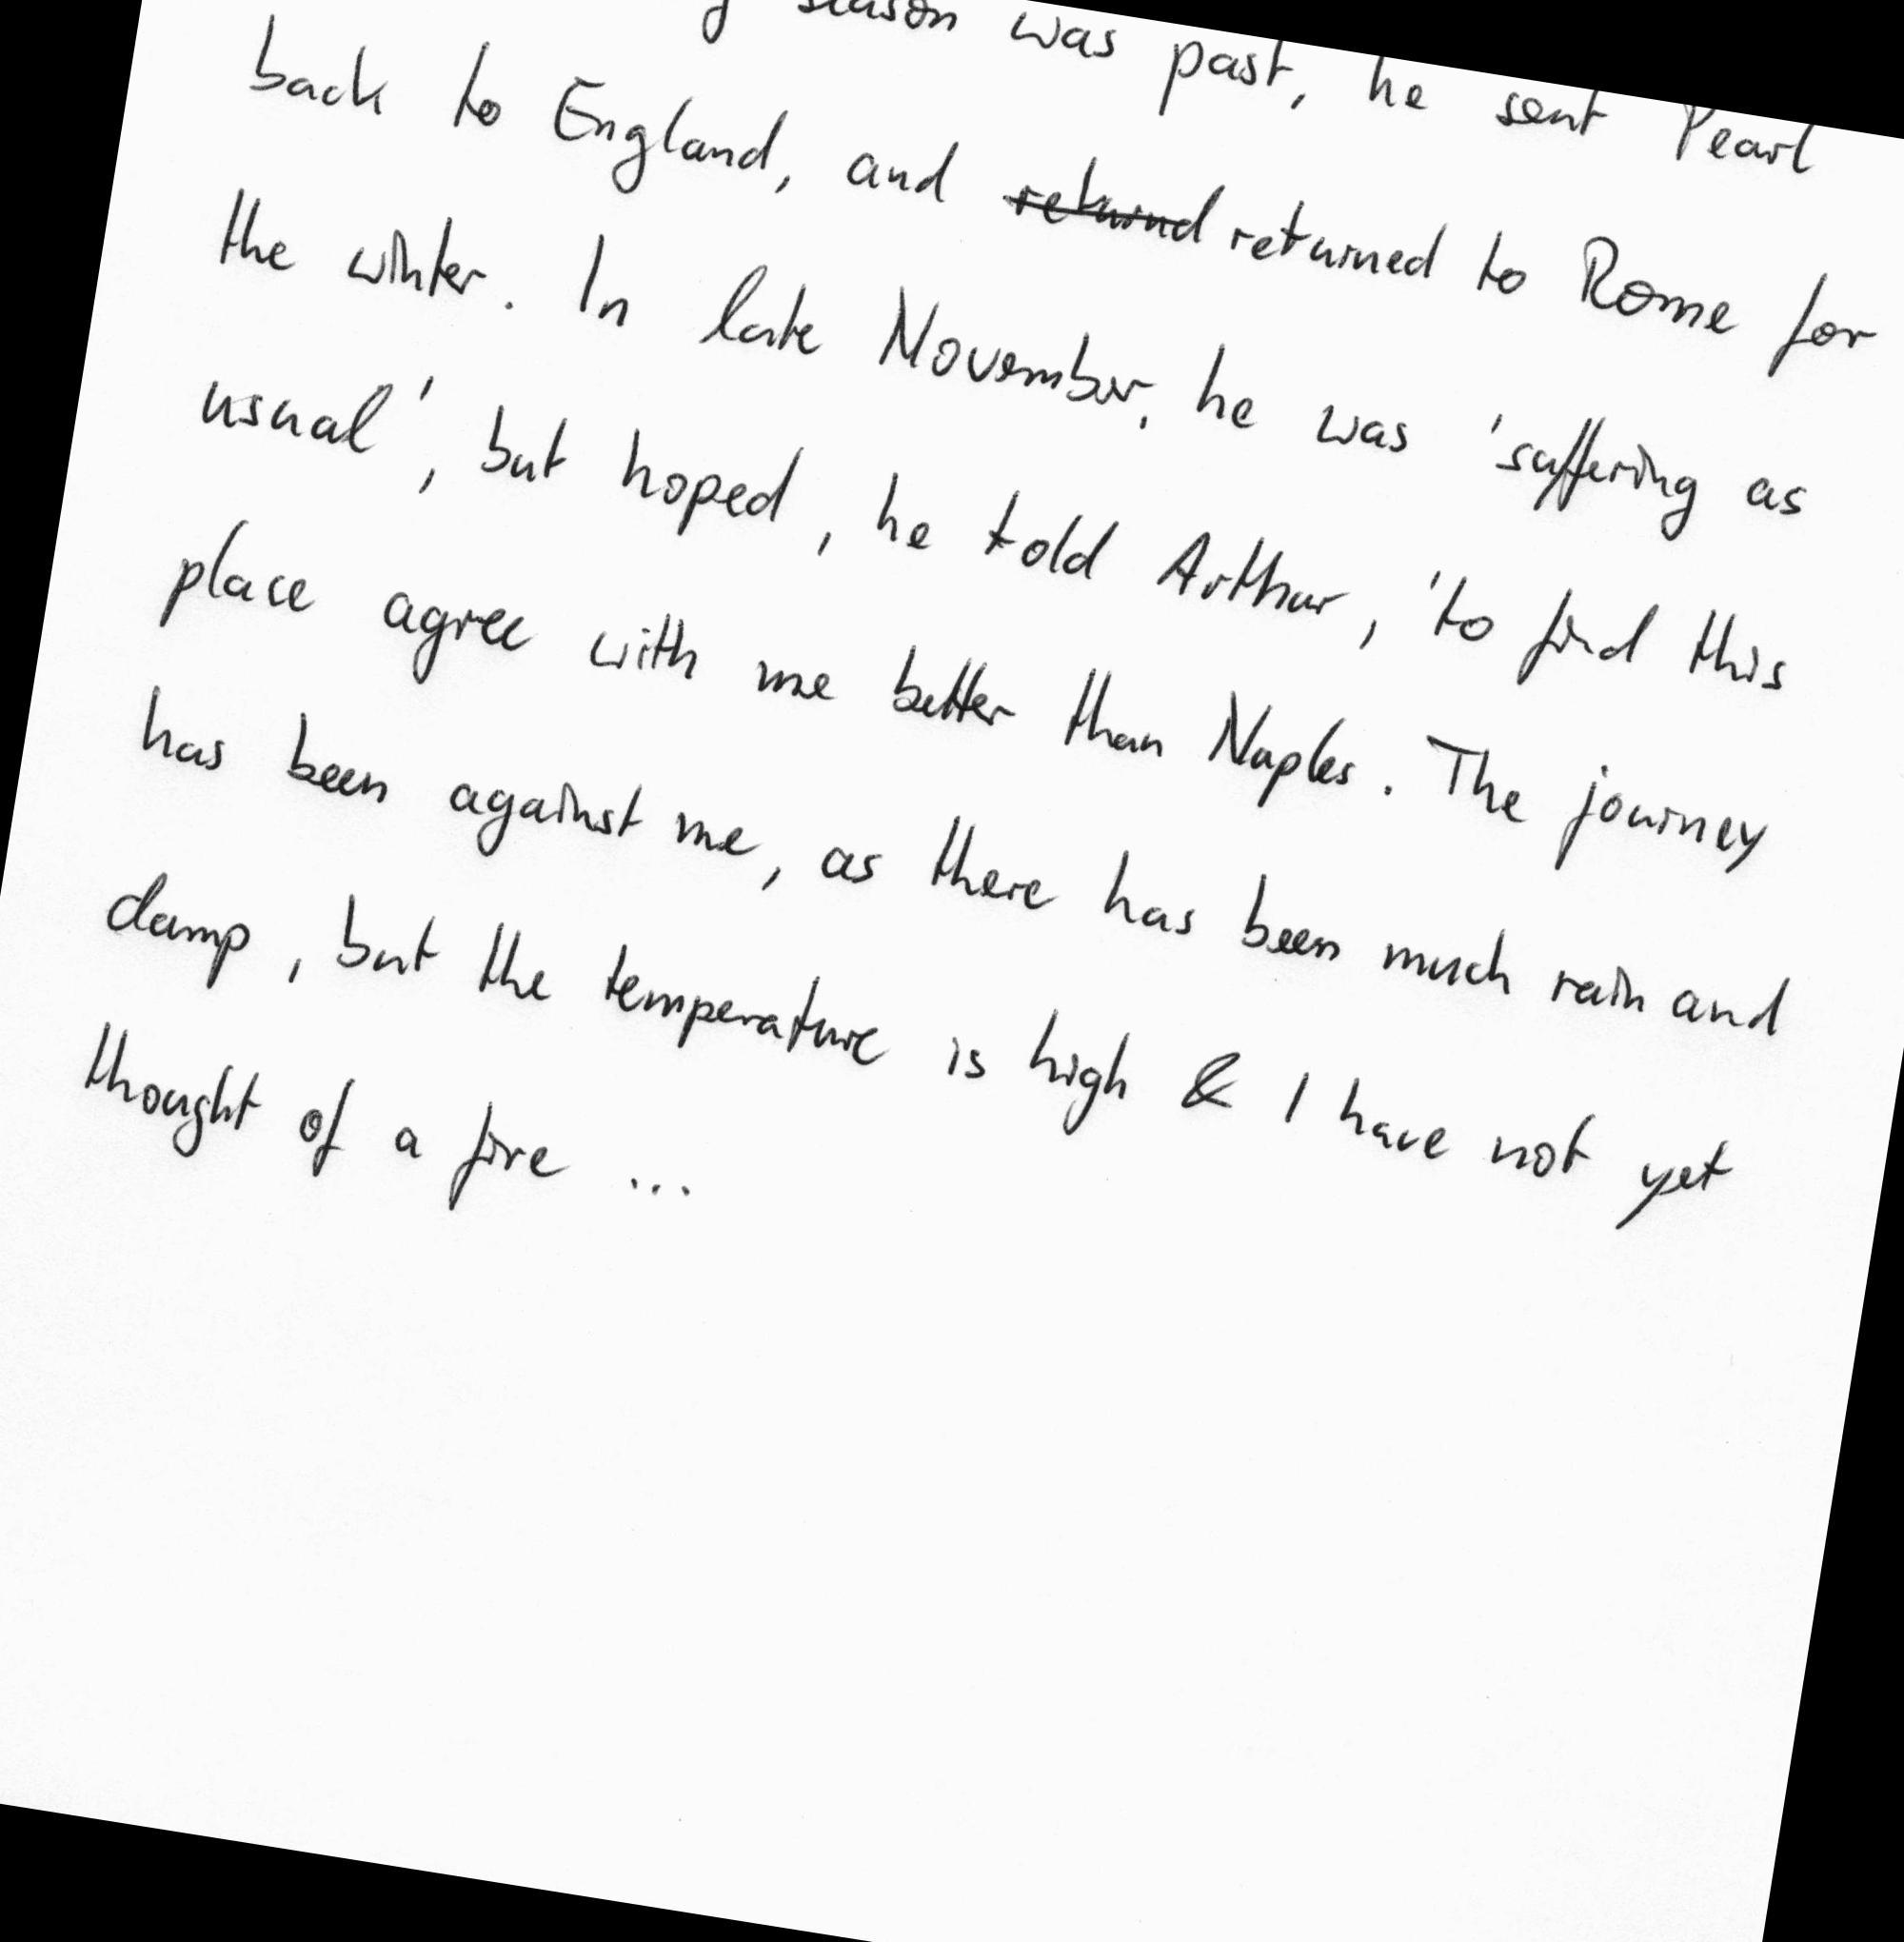 season was past, he sent Pearl
back to England, and returnd returned to Rome for
the winter. In late November, he was 'suffering as
usual', but hoped, he told Arthur, 'to find this
place agree with me better than Naples. The journey
has been against me, as there has been much rain and
damp, but the temperature is high & I have not yet
thought of a fire ...